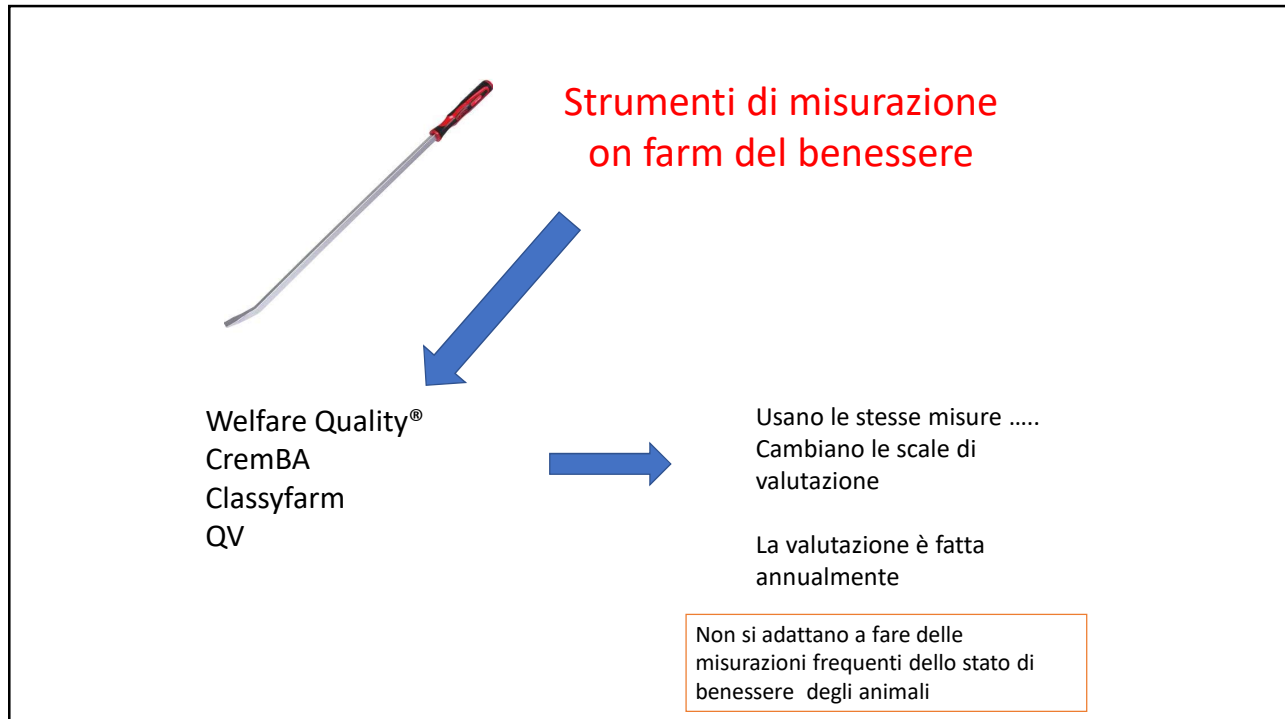 Strumenti di misurazione
on farm del benessere
Welfare Quality®
CremBA
Classyfarm
QV
Usano le stesse misure …..
Cambiano le scale di
valutazione
La valutazione è fatta
annualmente
Non si adattano a fare delle
misurazioni frequenti dello stato di
benessere  degli animali